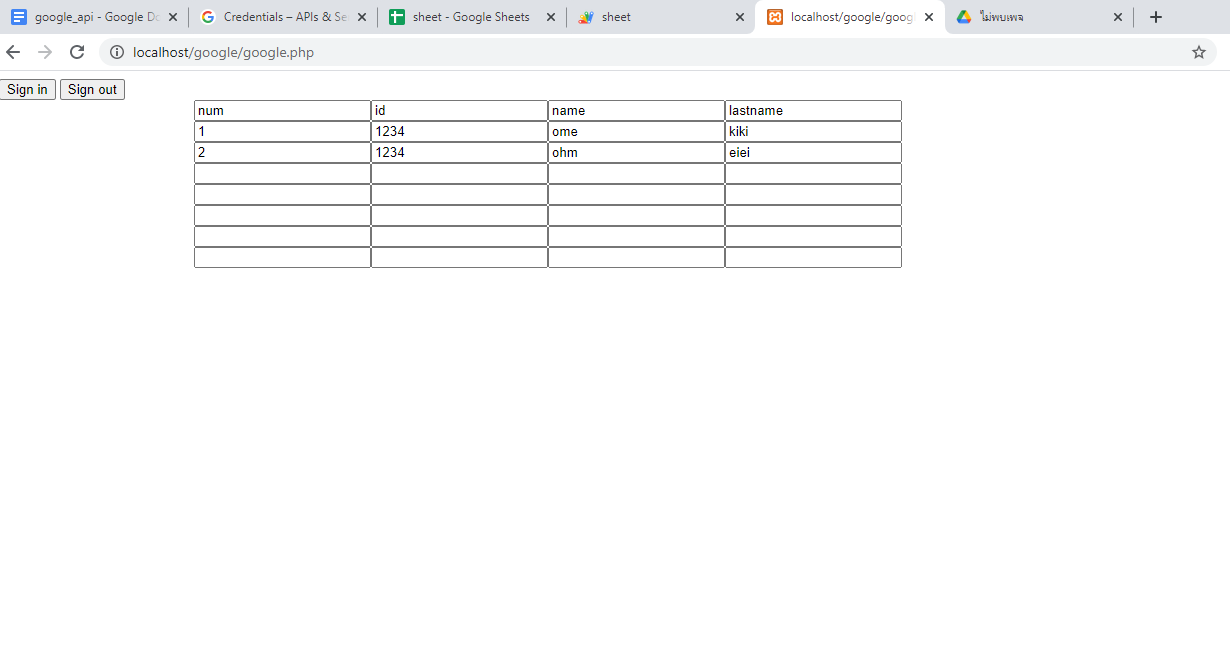 google_api - Google Do
Credentials – APIs & Se
sheet - Google Sheets
sheet
localhost/google/goog
ไม่พบเพจ
localhost/google/google.php
Sign in Sign out
num id name lastname
1 1234 ome kiki
2 1234 ohm eiei